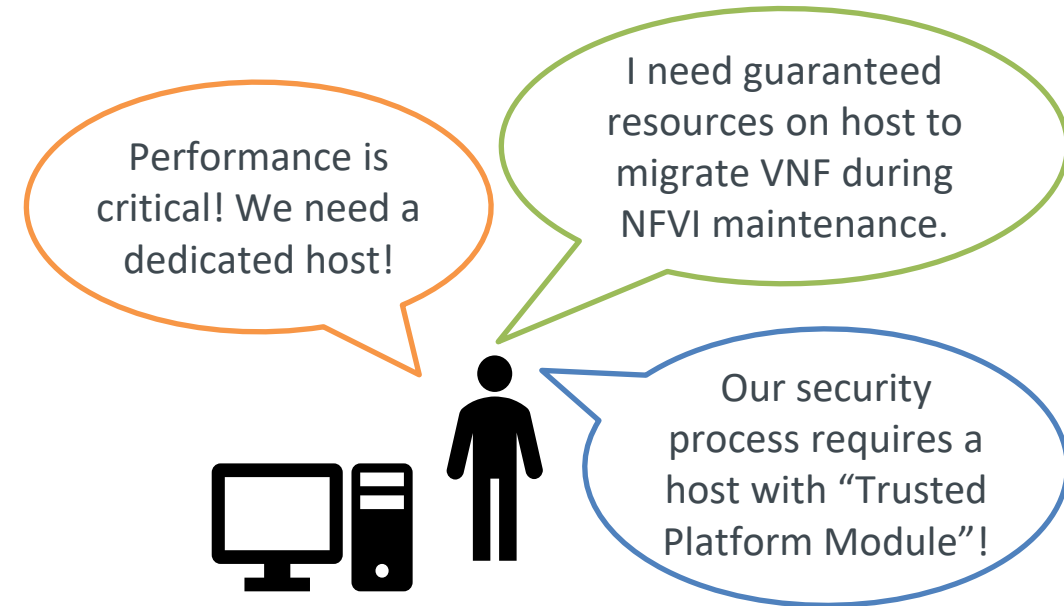 Performance is
critical! We need a
dedicated host!
I need guaranteed
resources on host to
migrate VNF during
NFVI maintenance.
Our security
process requires a
host with “Trusted
Platform Module”!